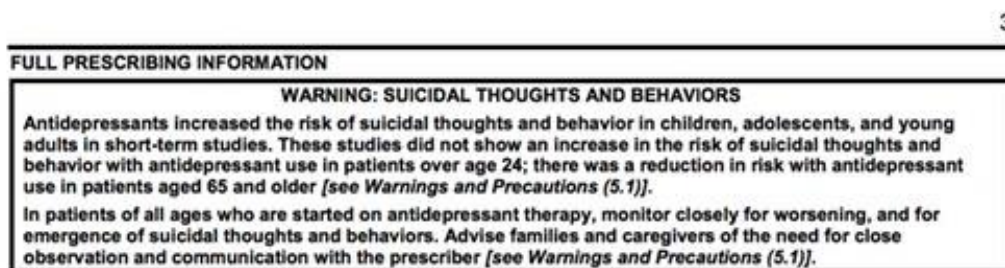 3
FULL PRESCRIBING INFORMATION
WARNING: SUICIDAL THOUGHTS AND BEHAVIORS
Antidepressants increased the risk of suicidal thoughts and behavior in children, adolescents, and young
adults in short-term studies. These studies did not show an increase in the risk of suicidal thoughts and
behavior with antidepressant use in patients over age 24; there was a reduction in risk with antidepressant
use in patients aged 65 and older [see Warnings and Precautions (5.1)].
In patients of all ages who are started on antidepressant therapy, monitor closely for worsening, and for
emergence of suicidal thoughts and behaviors. Advise families and caregivers of the need for close
observation and communication with the prescriber [see Warnings and Precautions (5.1)].